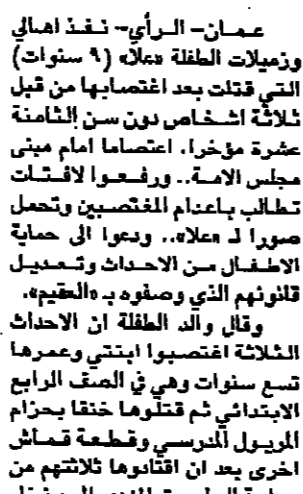 عمان– الرأي– نفذ اهالي
وزميلات الطفلة «علا» (٩ سنوات)
التي قتلت بعد اغتصابها من قبل
ثلاثة اشخاص دون سن الثامنة
عشرة مؤخرا، اعتصاما امام مبنى
مجلس الامة.. ورفعوا لافتات
تطالب باعدام المغتصبين وتحمل
صورا لـ «علا».. ودعوا الى حماية
الاطفال من الاحداث وتعديل
قانونهم الذي وصفوه بـ «العقيم».
وقال والد الطفلة ان الاحداث
الثلاثة اغتصبوا ابنتي وعمرها
تسع سنوات وهي في الصف الرابع
الابتدائي ثم قتلوها خنقا بحزام
المريول المدرسي وقطعة قماش
اخرى بعد ان اقتادوها ثلاثتهم من